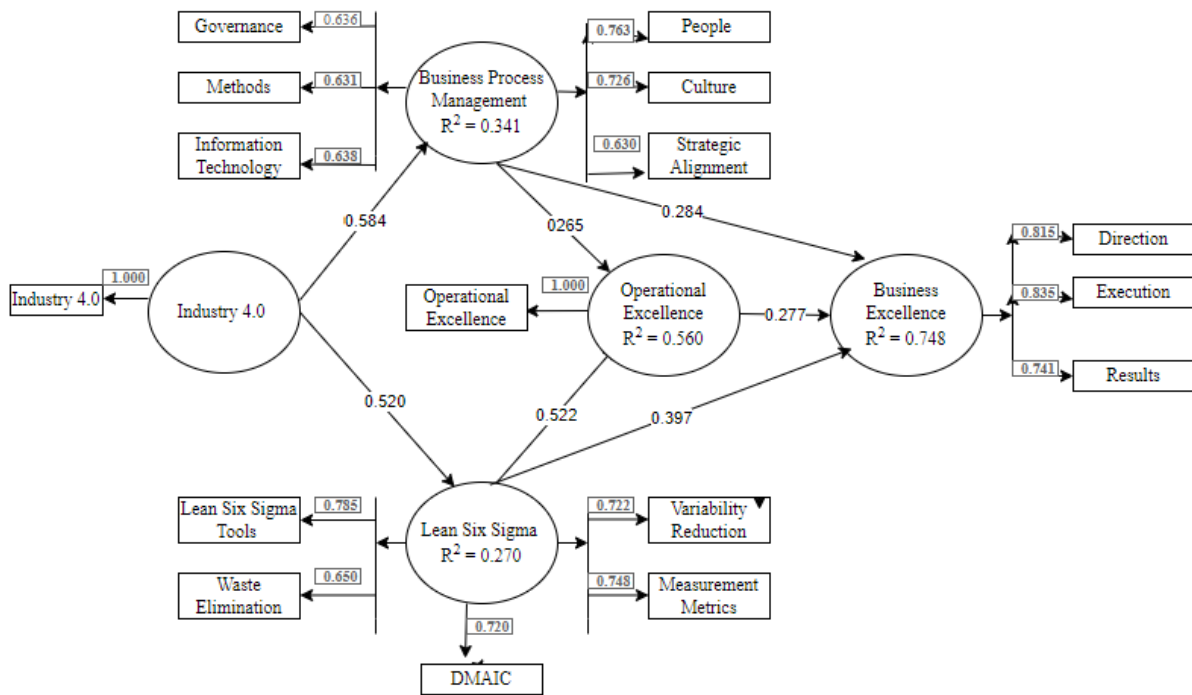 Governance
0.636
0.763
People
Methods
0.631
Business Process
Management
R² = 0.341
0.726
Culture
Information
Technology
0.638
0.630
Strategic
Alignment
0.584
0265
0.284
Industry 4.0
1.000
Industry 4.0
Operational
Excellence
1.000
Operational
Excellence
R² = 0.560
0.277
Business
Excellence
R² = 0.748
0.815
Direction
0.835
Execution
0.741
Results
0.520
0.522
0.397
Lean Six Sigma
Tools
0.785
Lean Six Sigma
R² = 0.270
0.722
Variability
Reduction
Waste
Elimination
0.650
0.748
Measurement
Metrics
0.720
DMAIC